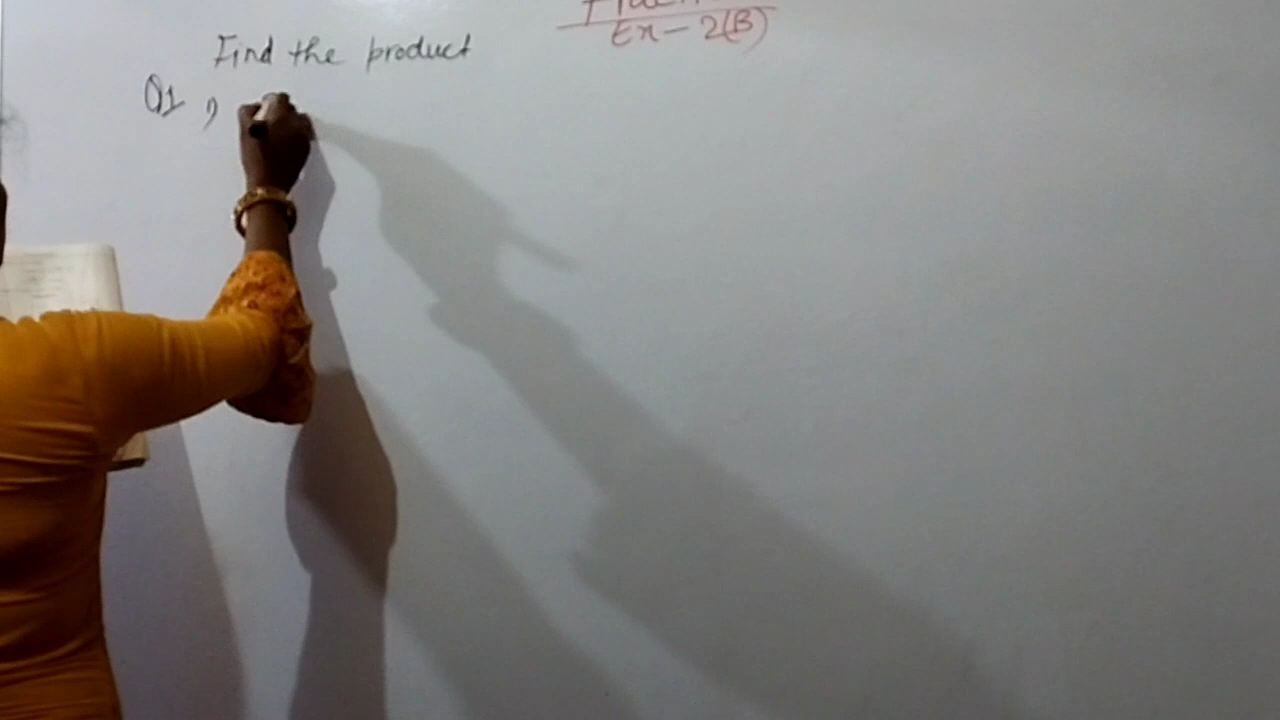 Ex - 2(B)
Find the product
Q1 ,